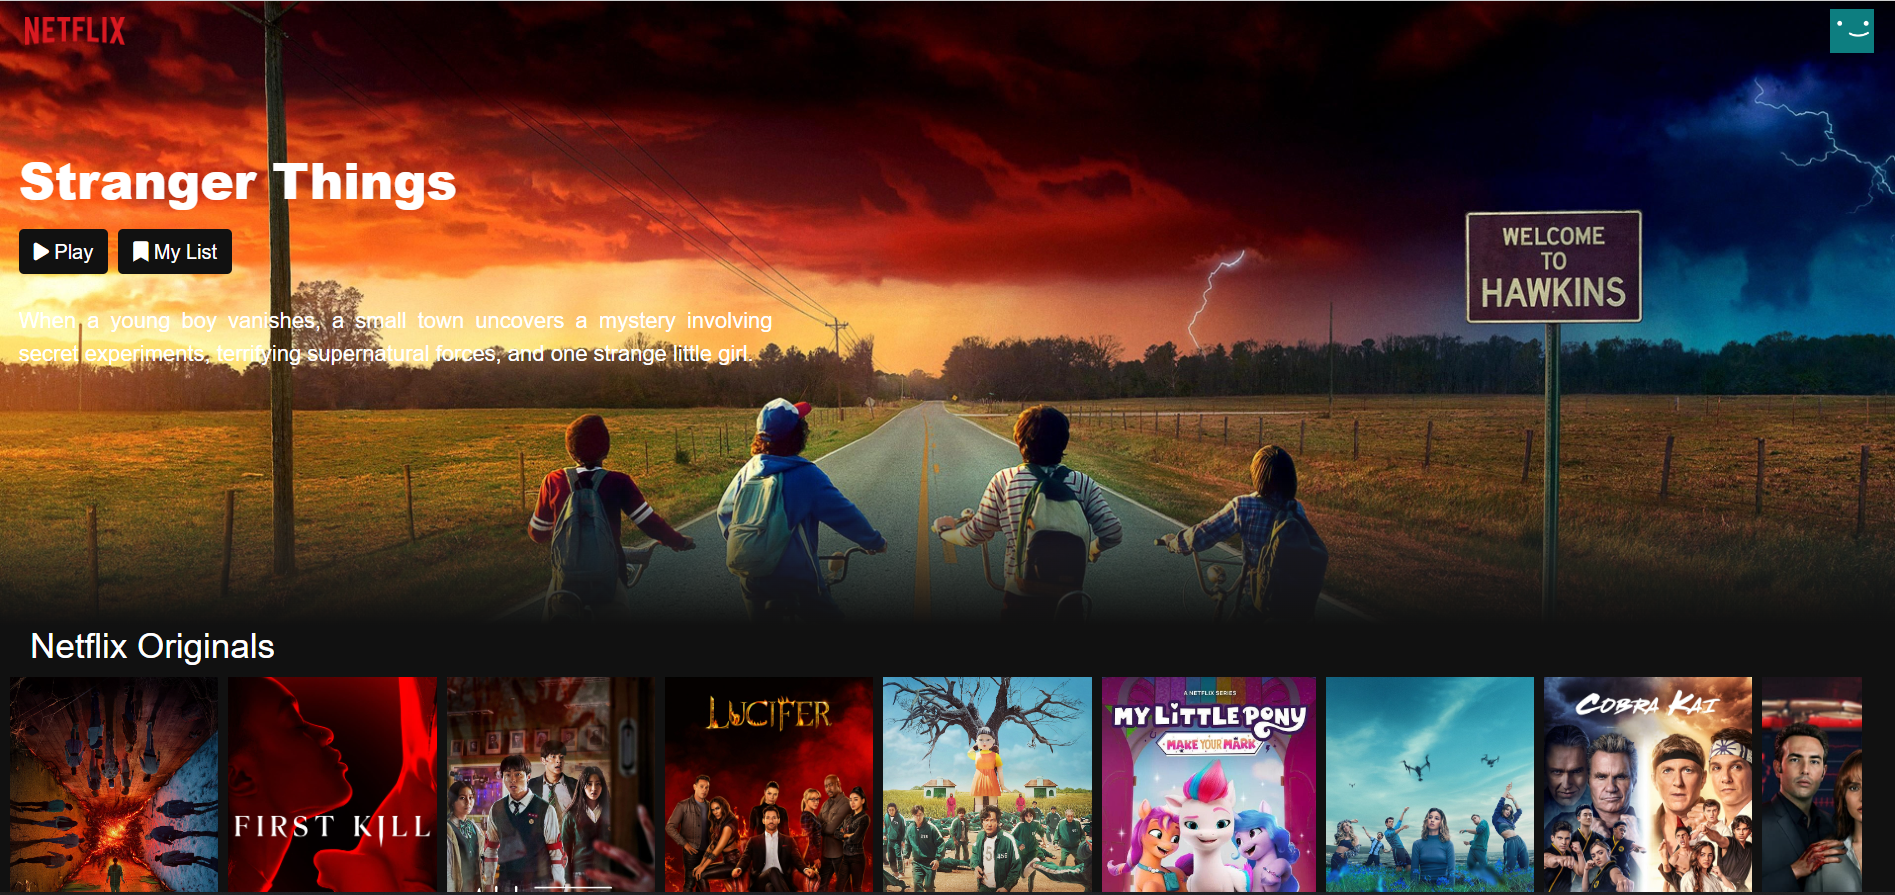 NETFLIX
Stranger Things
Play
My List
When a young boy vanishes, a small town uncovers a mystery involving
secret experiments, terrifying supernatural forces, and one strange little girl.
WELCOME
TO
HAWKINS
Netflix Originals
FIRST KILL
LUCIFER
A NETFLIX SERIES
MY LITTLE PONY
MAKE YOUR MARK
COBRA KAI